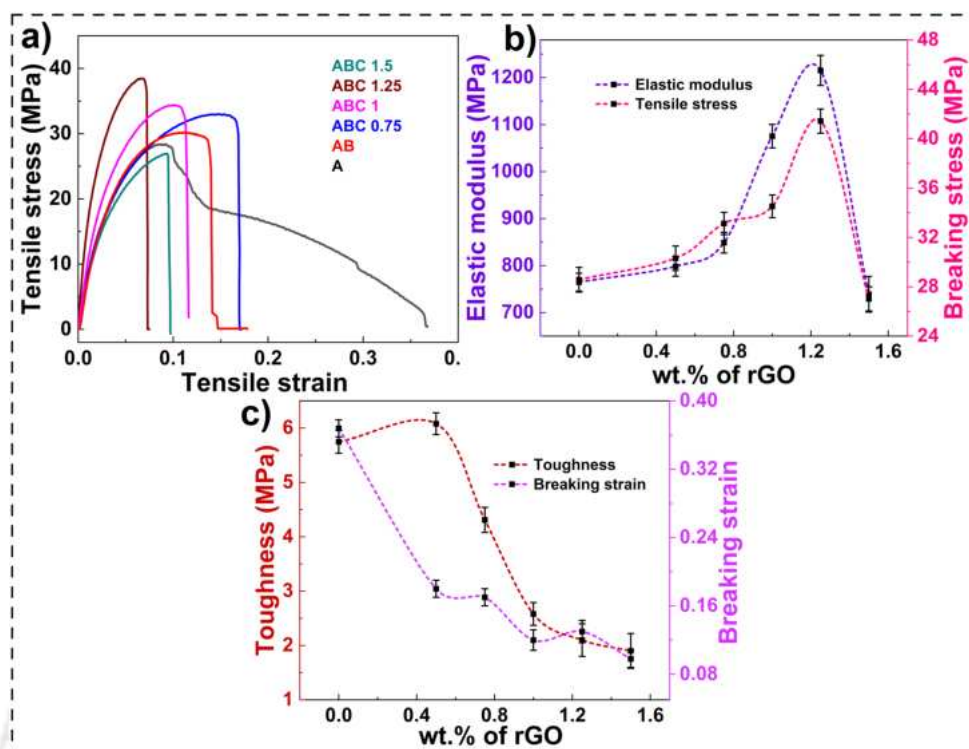 a)
Tensile stress (MPa)
40
30
20
10
0
ABC 1.5
ABC 1.25
ABC 1
ABC 0.75
AB
A
0.0 0.1 0.2 0.3 0.
Tensile strain
b)
Elastic modulus (MPa)
1200
1100
1000
900
800
700
Elastic modulus
Tensile stress
48
44
40
36
32
28
24
Breaking stress (MPa)
0.0 0.4 0.8 1.2 1.6
wt.% of rGO
c)
Toughness (MPa)
6
5
4
3
2
1
Toughness
Breaking strain
0.40
0.32
0.24
0.16
0.08
Breaking strain
0.0 0.4 0.8 1.2 1.6
wt.% of rGO